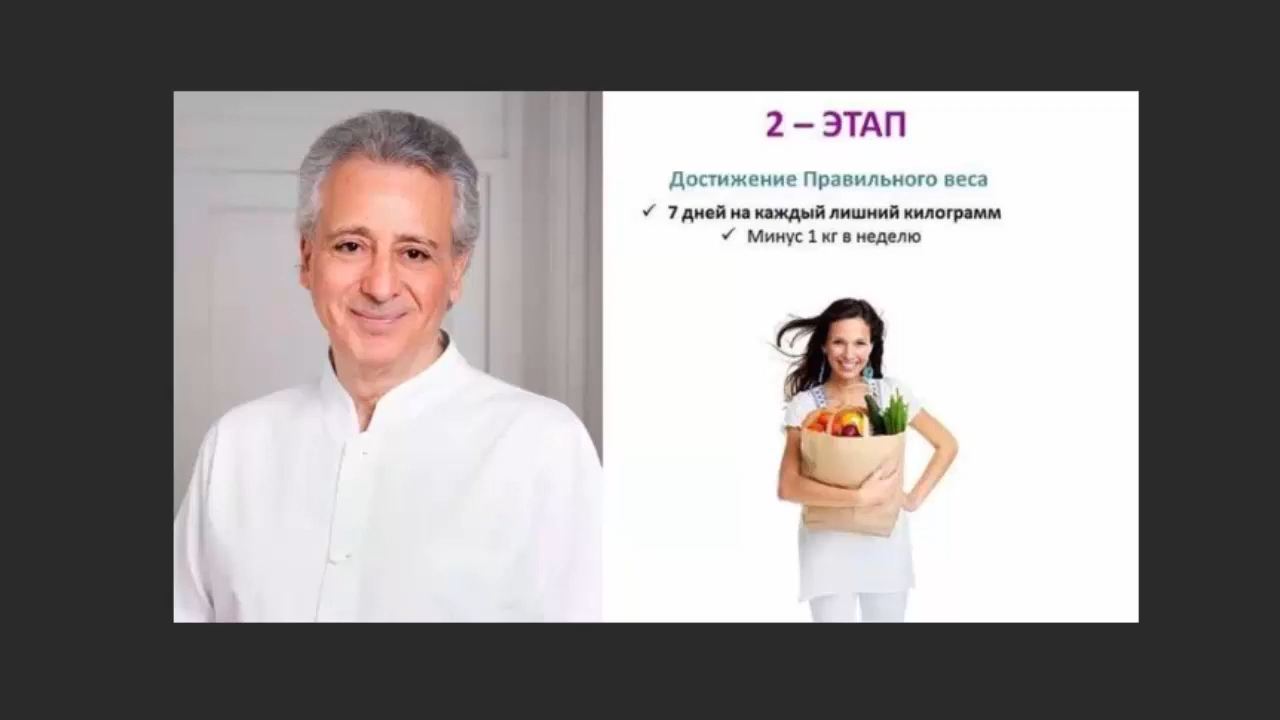 2 – ЭТАП
Достижение Правильного веса
✓ 7 дней на каждый лишний килограмм
✓ Минус 1 кг в неделю